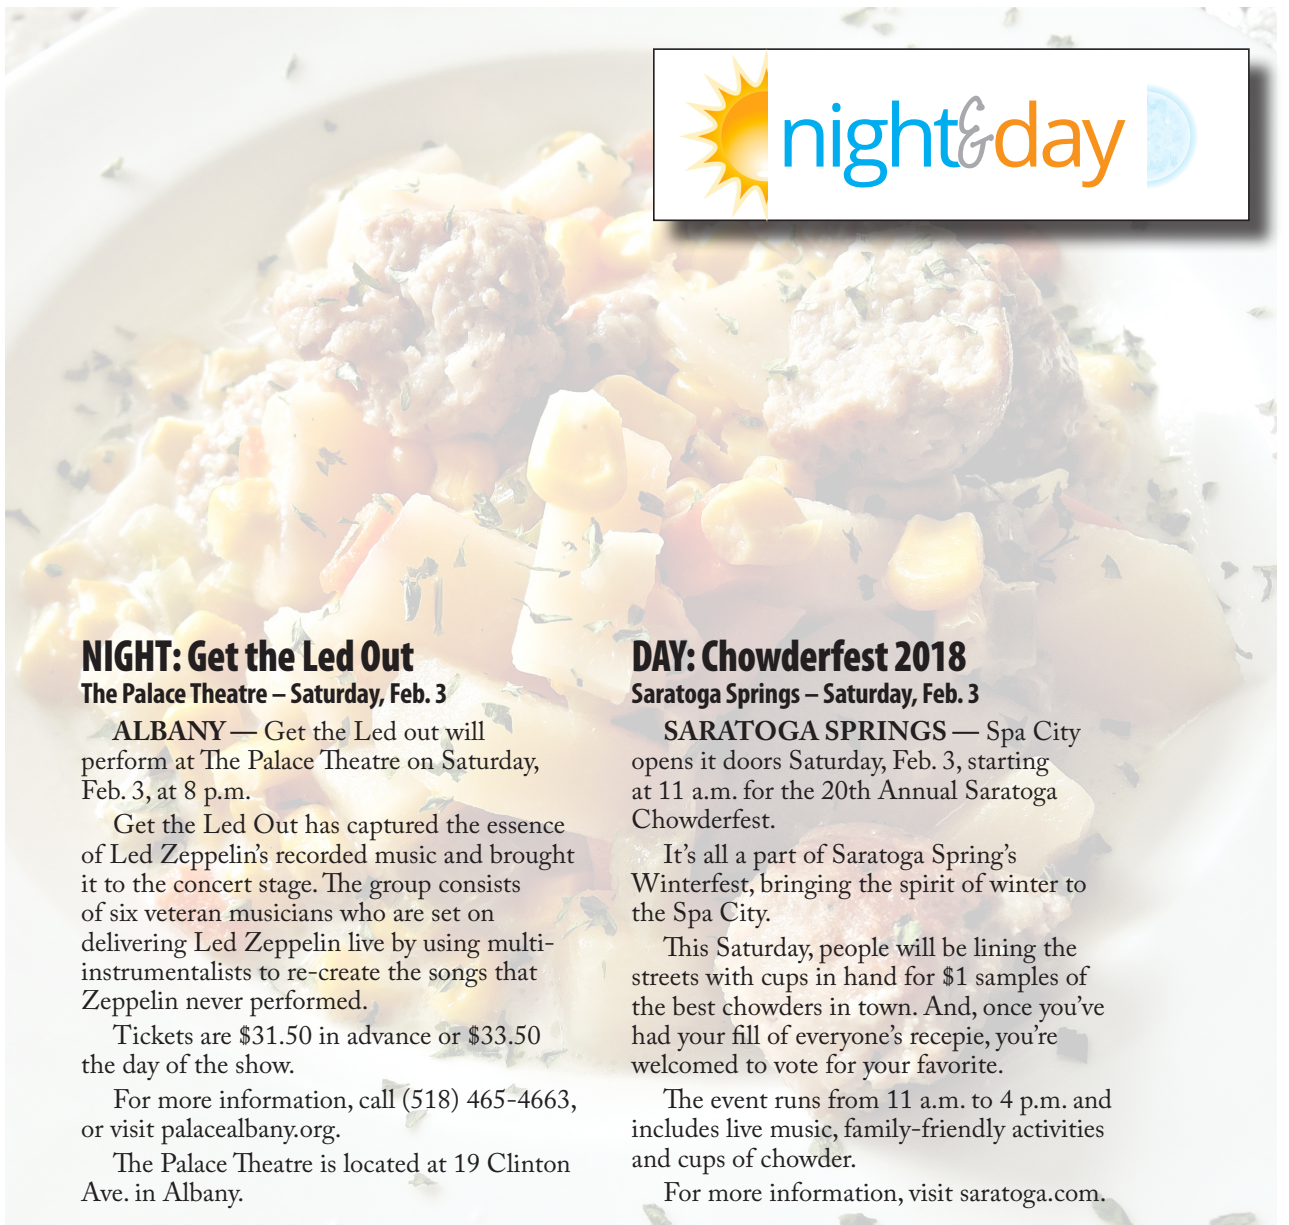 night&day
NIGHT: Get the Led Out
The Palace Theatre – Saturday, Feb. 3
ALBANY — Get the Led out will
perform at The Palace Theatre on Saturday,
Feb. 3, at 8 p.m.
Get the Led Out has captured the essence
of Led Zeppelin's recorded music and brought
it to the concert stage. The group consists
of six veteran musicians who are set on
delivering Led Zeppelin live by using multi-
instrumentalists to re-create the songs that
Zeppelin never performed.
Tickets are $31.50 in advance or $33.50
the day of the show.
For more information, call (518) 465-4663,
or visit palacealbany.org.
The Palace Theatre is located at 19 Clinton
Ave. in Albany.
DAY: Chowderfest 2018
Saratoga Springs – Saturday, Feb. 3
SARATOGA SPRINGS — Spa City
opens it doors Saturday, Feb. 3, starting
at 11 a.m. for the 20th Annual Saratoga
Chowderfest.
It's all a part of Saratoga Spring's
Winterfest, bringing the spirit of winter to
the Spa City.
This Saturday, people will be lining the
streets with cups in hand for $1 samples of
the best chowders in town. And, once you've
had your fill of everyone's recepie, you're
welcomed to vote for your favorite.
The event runs from 11 a.m. to 4 p.m. and
includes live music, family-friendly activities
and cups of chowder.
For more information, visit saratoga.com.